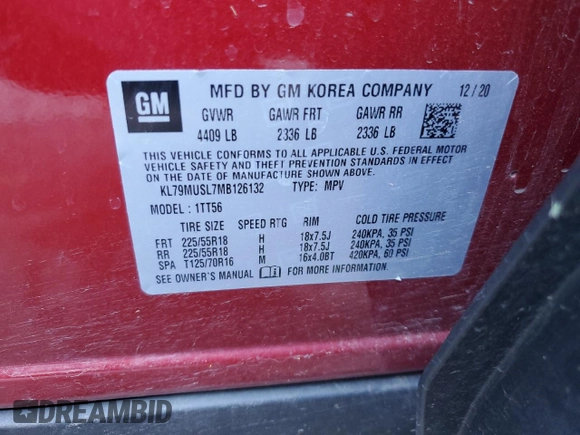 GM MFD BY GM KOREA COMPANY 12/20
GVWR GAWR FRT GAWR RR
4409 LB 2336 LB 2336 LB
THIS VEHICLE CONFORMS TO ALL APPLICABLE U.S. FEDERAL MOTOR
VEHICLE SAFETY AND THEFT PREVENTION STANDARDS IN EFFECT
ON THE DATE OF MANUFACTURE SHOWN ABOVE.
KL79MUSL7MB126132 TYPE: MPV
MODEL: 1TT56
TIRE SIZE SPEED RTG RIM COLD TIRE PRESSURE
FRT 225/55R18 H 18x7.5J 240KPA, 35 PSI
RR 225/55R18 H 18x7.5J 240KPA, 35 PSI
SPA T125/70R16 M 16x4.0BT 420KPA, 60 PSI
SEE OWNER'S MANUAL FOR MORE INFORMATION.
DREAMBID